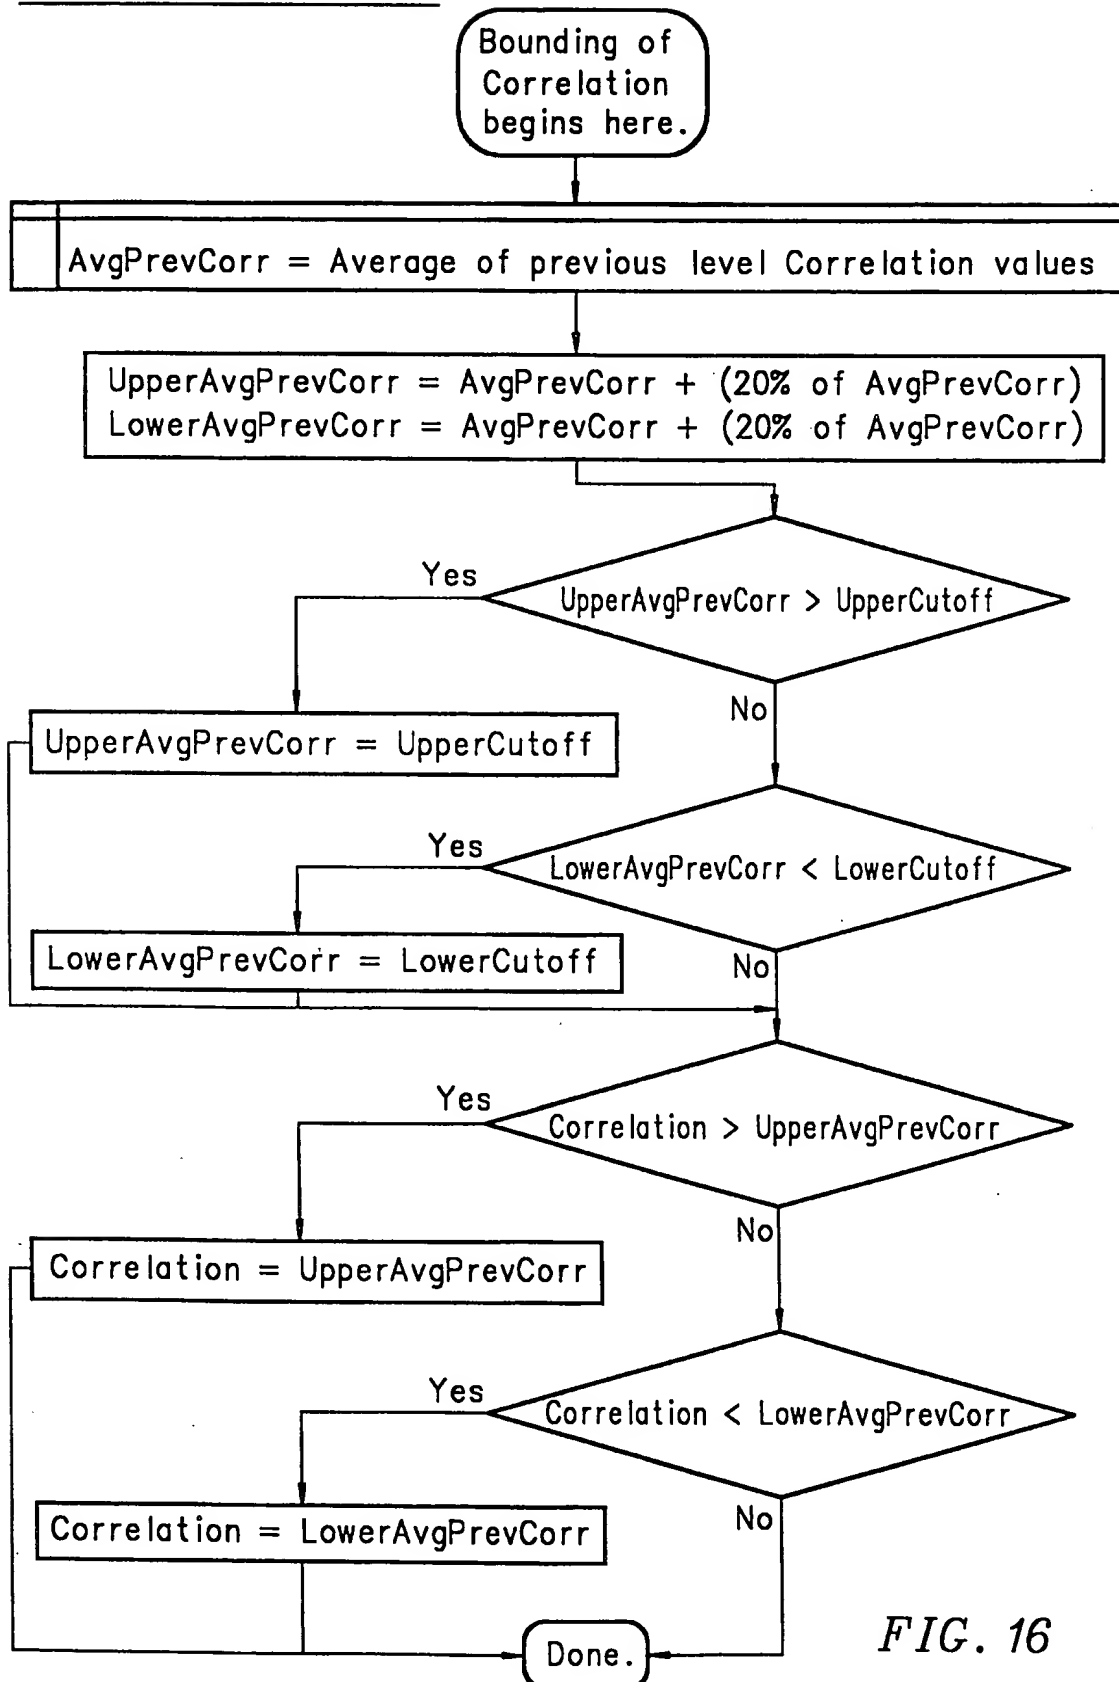 Bounding of
Correlation
begins here.
AvgPrevCorr = Average of previous level Correlation values
UpperAvgPrevCorr = AvgPrevCorr + (20% of AvgPrevCorr)
LowerAvgPrevCorr = AvgPrevCorr + (20% of AvgPrevCorr)
Yes
UpperAvgPrevCorr > UpperCutoff
No
UpperAvgPrevCorr = UpperCutoff
Yes
LowerAvgPrevCorr < LowerCutoff
LowerAvgPrevCorr = LowerCutoff
No
Yes
Correlation > UpperAvgPrevCorr
No
Correlation = UpperAvgPrevCorr
Yes
Correlation < LowerAvgPrevCorr
No
Correlation = LowerAvgPrevCorr
Done.
FIG. 16